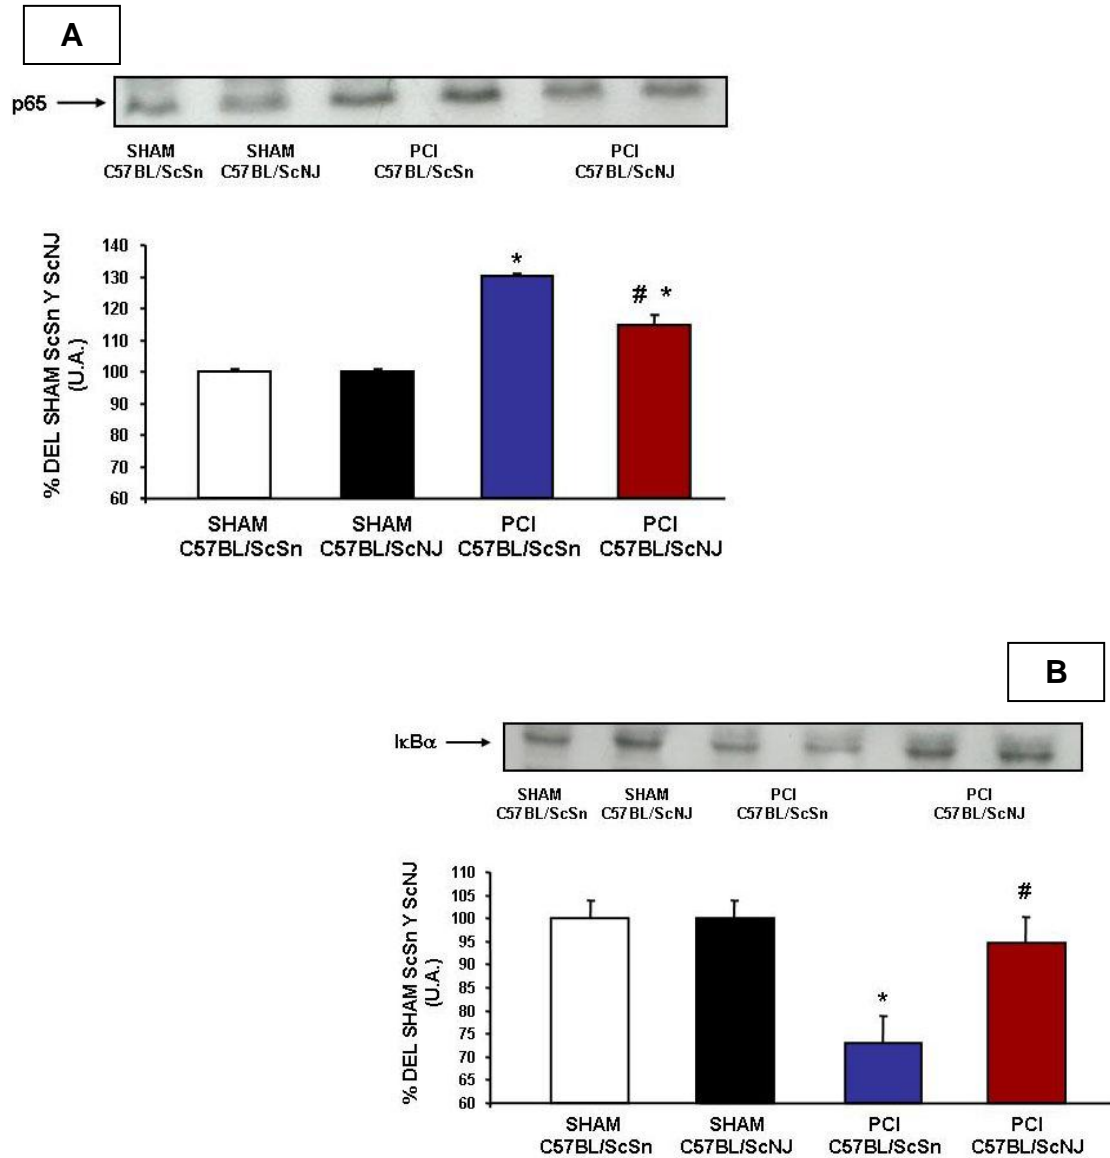 A
p65
SHAM SHAM PCI PCI
C57BL/ScSn C57BL/ScNJ C57BL/ScSn C57BL/ScNJ
% DEL SHAM ScSn Y ScNJ
(U.A.)
140
130
120
110
100
90
80
70
60
*
# *
SHAM SHAM PCI PCI
C57BL/ScSn C57BL/ScNJ C57BL/ScSn C57BL/ScNJ
B
IκBα
SHAM SHAM PCI PCI
C57BL/ScSn C57BL/ScNJ C57BL/ScSn C57BL/ScNJ
% DEL SHAM ScSn Y ScNJ
(U.A.)
110
105
100
95
90
85
80
75
70
65
60
*
#
SHAM SHAM PCI PCI
C57BL/ScSn C57BL/ScNJ C57BL/ScSn C57BL/ScNJ